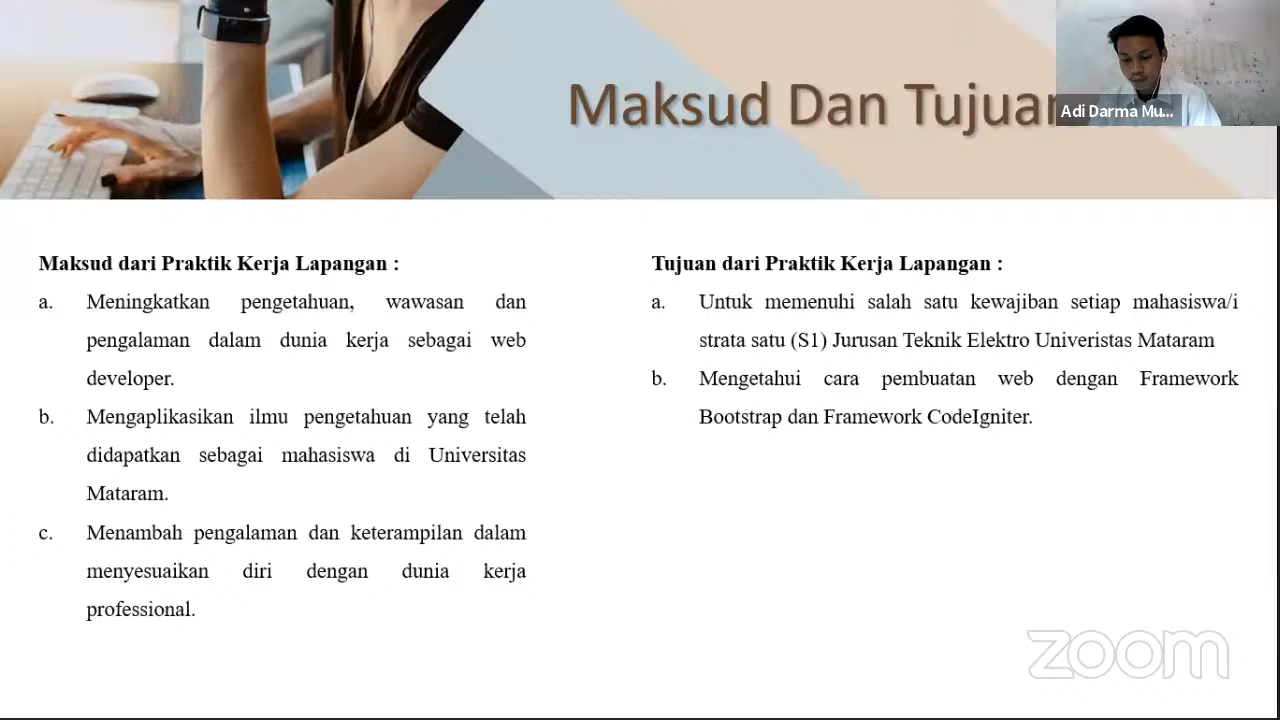 Maksud Dan Tujuan
Adi Darma Mu...
Maksud dari Praktik Kerja Lapangan :
a. Meningkatkan pengetahuan, wawasan dan
pengalaman dalam dunia kerja sebagai web
developer.
b. Mengaplikasikan ilmu pengetahuan yang telah
didapatkan sebagai mahasiswa di Universitas
Mataram.
c. Menambah pengalaman dan keterampilan dalam
menyesuaikan diri dengan dunia kerja
professional.
Tujuan dari Praktik Kerja Lapangan :
a. Untuk memenuhi salah satu kewajiban setiap mahasiswa/i
strata satu (S1) Jurusan Teknik Elektro Univeristas Mataram
b. Mengetahui cara pembuatan web dengan Framework
Bootstrap dan Framework CodeIgniter.
zoom